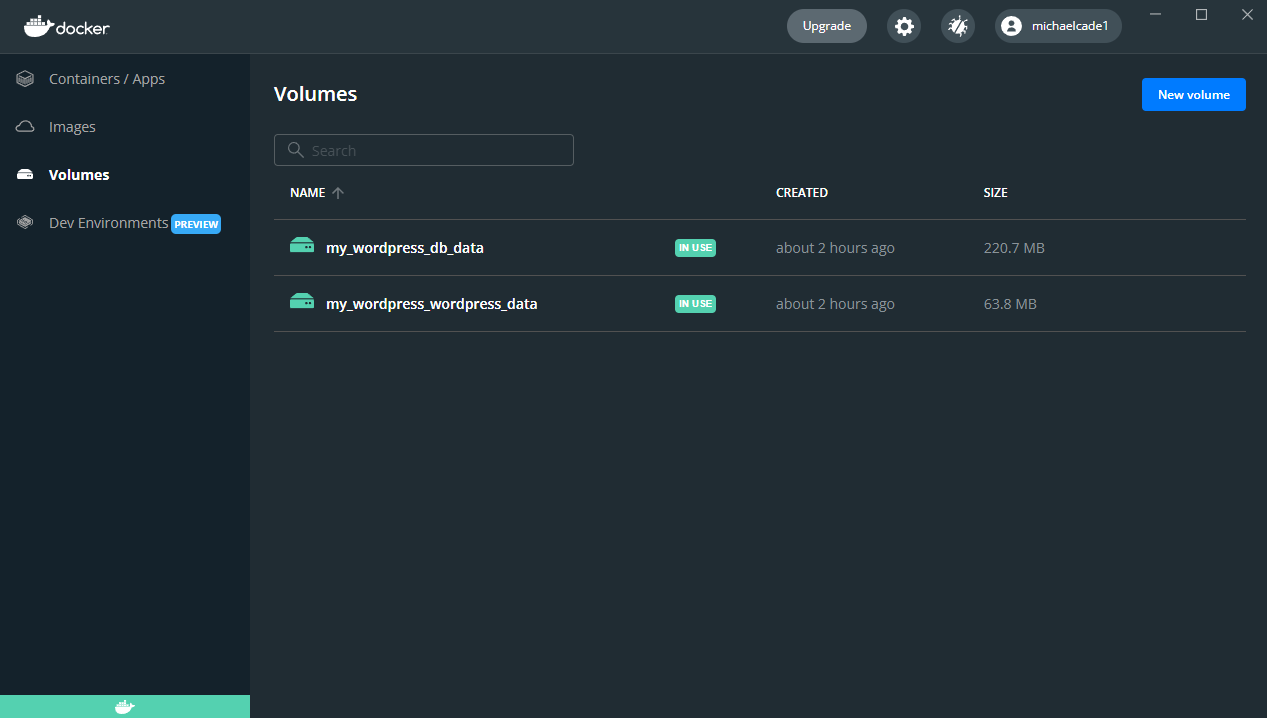 docker
Upgrade
michaelcade1
Containers / Apps
Images
Volumes
Dev Environments PREVIEW
Volumes
New volume
Search
NAME CREATED SIZE
my_wordpress_db_data IN USE about 2 hours ago 220.7 MB
my_wordpress_wordpress_data IN USE about 2 hours ago 63.8 MB